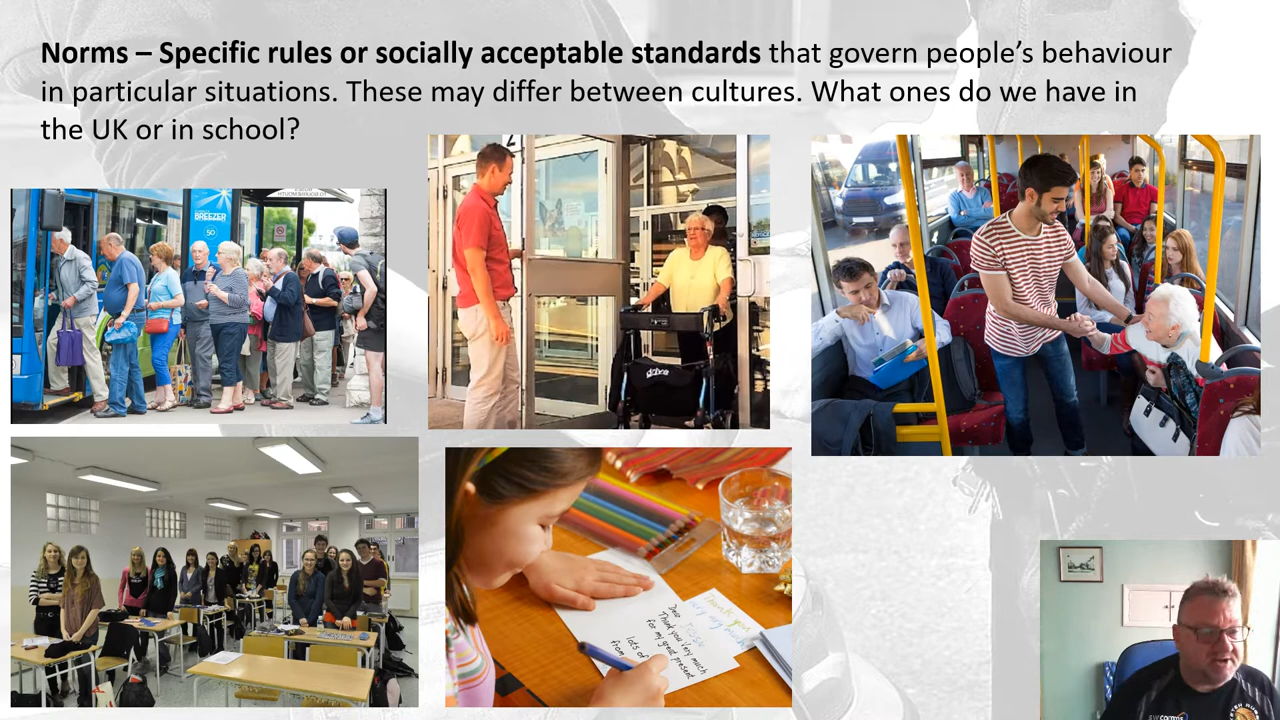 Norms – Specific rules or socially acceptable standards that govern people's behaviour
in particular situations. These may differ between cultures. What ones do we have in
the UK or in school?
BREEZER
50
drive
Dear
Thank you very much
for my great present
lots of
from